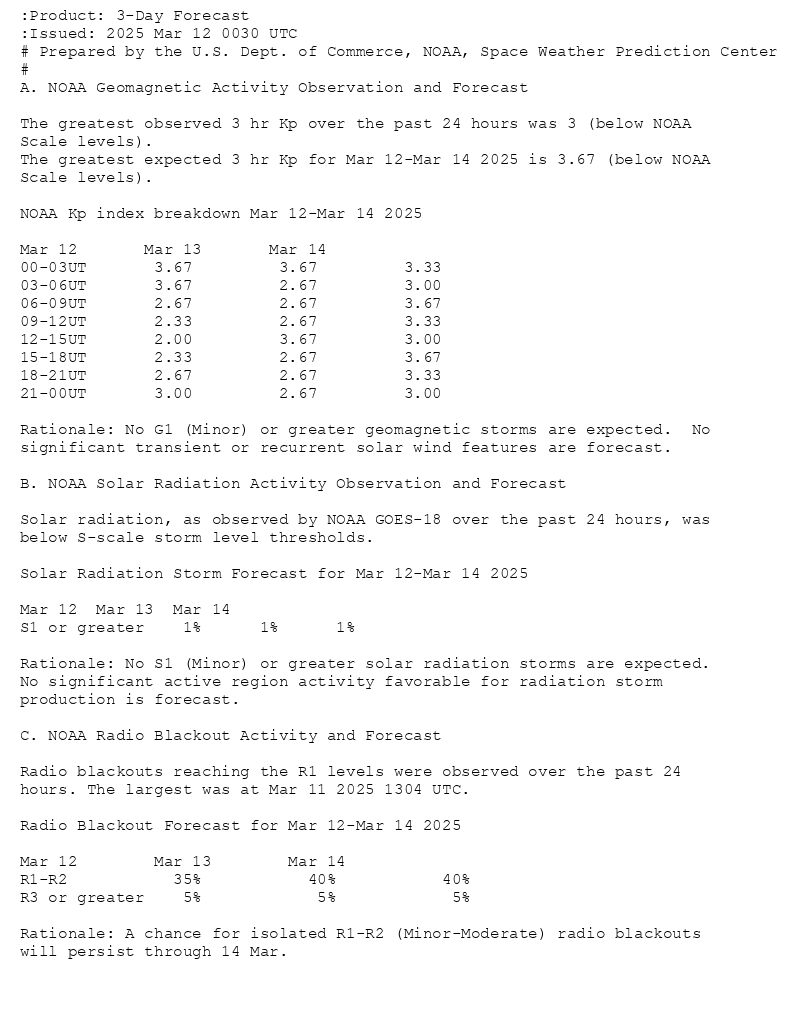 :Product: 3-Day Forecast
:Issued: 2025 Mar 12 0030 UTC
# Prepared by the U.S. Dept. of Commerce, NOAA, Space Weather Prediction Center
#
A. NOAA Geomagnetic Activity Observation and Forecast

The greatest observed 3 hr Kp over the past 24 hours was 3 (below NOAA
Scale levels).
The greatest expected 3 hr Kp for Mar 12-Mar 14 2025 is 3.67 (below NOAA
Scale levels).

NOAA Kp index breakdown Mar 12-Mar 14 2025

Mar 12       Mar 13       Mar 14
00-03UT       3.67         3.67         3.33
03-06UT       3.67         2.67         3.00
06-09UT       2.67         2.67         3.67
09-12UT       2.33         2.67         3.33
12-15UT       2.00         3.67         3.00
15-18UT       2.33         2.67         3.67
18-21UT       2.67         2.67         3.33
21-00UT       3.00         2.67         3.00

Rationale: No G1 (Minor) or greater geomagnetic storms are expected.  No
significant transient or recurrent solar wind features are forecast.

B. NOAA Solar Radiation Activity Observation and Forecast

Solar radiation, as observed by NOAA GOES-18 over the past 24 hours, was
below S-scale storm level thresholds.

Solar Radiation Storm Forecast for Mar 12-Mar 14 2025

Mar 12  Mar 13  Mar 14
S1 or greater    1%      1%      1%

Rationale: No S1 (Minor) or greater solar radiation storms are expected.
No significant active region activity favorable for radiation storm
production is forecast.

C. NOAA Radio Blackout Activity and Forecast

Radio blackouts reaching the R1 levels were observed over the past 24
hours. The largest was at Mar 11 2025 1304 UTC.

Radio Blackout Forecast for Mar 12-Mar 14 2025

Mar 12        Mar 13        Mar 14
R1-R2           35%           40%           40%
R3 or greater    5%            5%            5%

Rationale: A chance for isolated R1-R2 (Minor-Moderate) radio blackouts
will persist through 14 Mar.